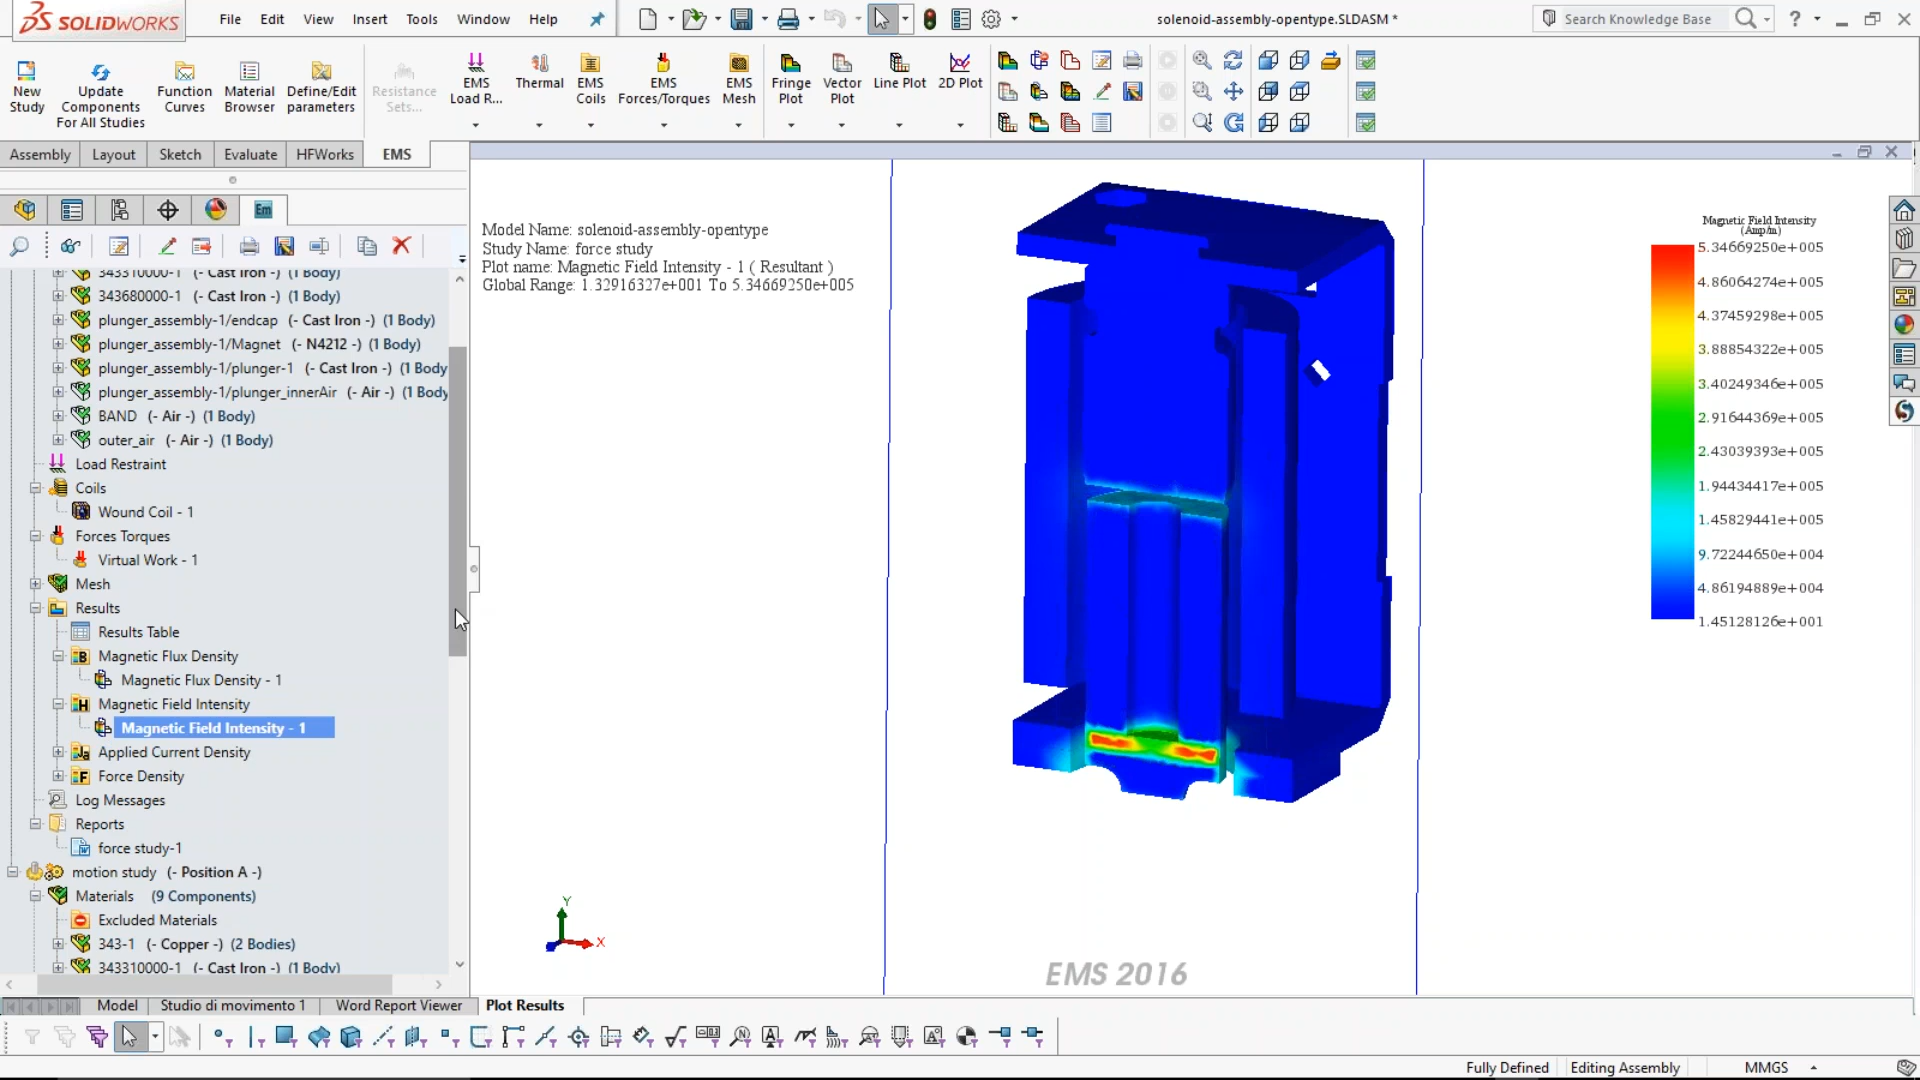 SOLIDWORKS
File Edit View Insert Tools Window Help
solenoid-assembly-opentype.SLDASM *
Search Knowledge Base
New Study
Update Components For All Studies
Function Curves
Material Browser
Define/Edit parameters
Resistance Sets...
EMS Load R...
Thermal
EMS Coils
EMS Forces/Torques
EMS Mesh
Fringe Plot
Vector Plot
Line Plot
2D Plot
Assembly Layout Sketch Evaluate HFWorks EMS
343310000-1 (- Cast Iron -) (1 Body)
343680000-1 (- Cast Iron -) (1 Body)
plunger_assembly-1/endcap (- Cast Iron -) (1 Body)
plunger_assembly-1/Magnet (- N4212 -) (1 Body)
plunger_assembly-1/plunger-1 (- Cast Iron -) (1 Body
plunger_assembly-1/plunger_innerAir (- Air -) (1 Body
BAND (- Air -) (1 Body)
outer_air (- Air -) (1 Body)
Load Restraint
Coils
Wound Coil - 1
Forces Torques
Virtual Work - 1
Mesh
Results
Results Table
Magnetic Flux Density
Magnetic Flux Density - 1
Magnetic Field Intensity
Magnetic Field Intensity - 1
Applied Current Density
Force Density
Log Messages
Reports
force study-1
motion study (- Position A -)
Materials (9 Components)
Excluded Materials
343-1 (- Copper -) (2 Bodies)
343310000-1 (- Cast Iron -) (1 Body)
Model Name: solenoid-assembly-opentype
Study Name: force study
Plot name: Magnetic Field Intensity - 1 ( Resultant )
Global Range: 1.32916327e+001 To 5.34669250e+005
Magnetic Field Intensity
(Amp/m)
5.34669250e+005
4.86064274e+005
4.37459298e+005
3.88854322e+005
3.40249346e+005
2.91644369e+005
2.43039393e+005
1.94434417e+005
1.45829441e+005
9.72244650e+004
4.86194889e+004
1.45128126e+001
Y
X
EMS 2016
Model Studio di movimento 1 Word Report Viewer Plot Results
Fully Defined Editing Assembly MMGS